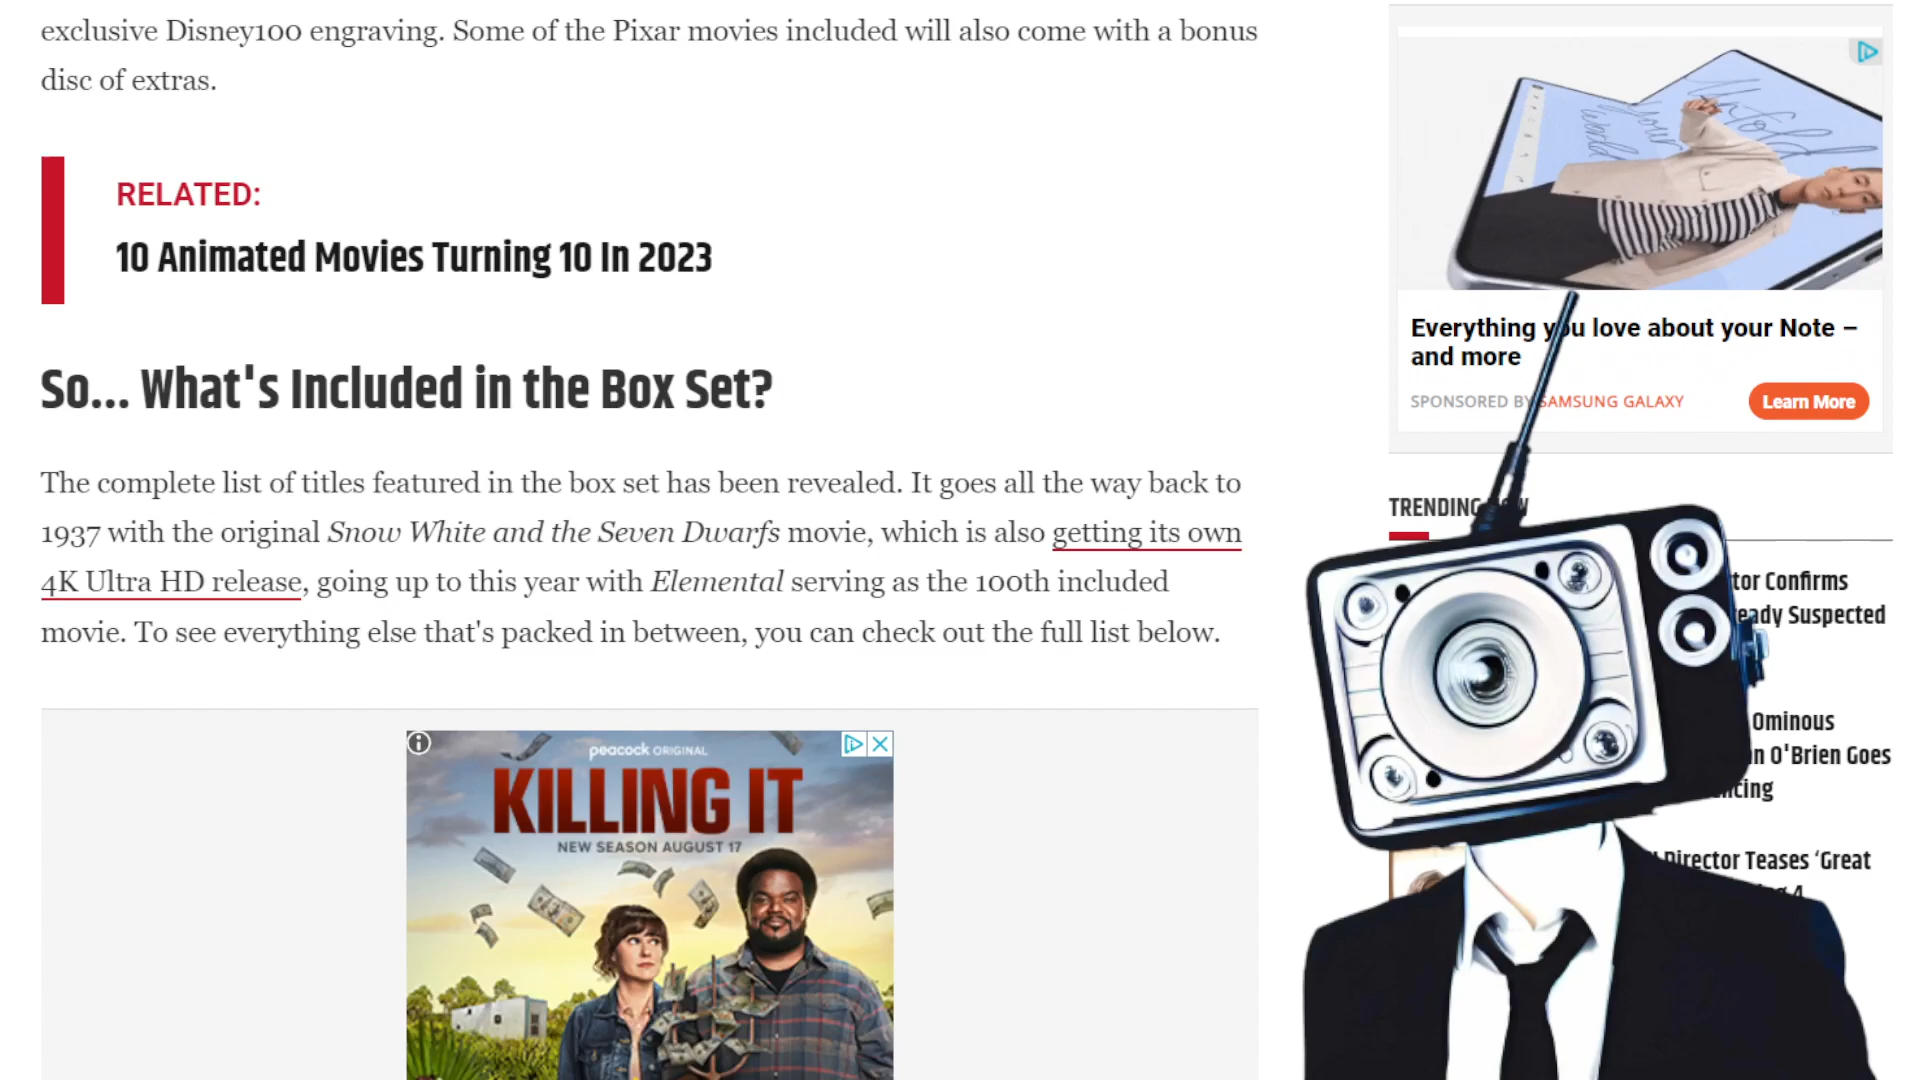 exclusive Disney100 engraving. Some of the Pixar movies included will also come with a bonus
disc of extras.
RELATED:
10 Animated Movies Turning 10 In 2023
So... What's Included in the Box Set?
The complete list of titles featured in the box set has been revealed. It goes all the way back to
1937 with the original Snow White and the Seven Dwarfs movie, which is also getting its own
4K Ultra HD release, going up to this year with Elemental serving as the 100th included
movie. To see everything else that's packed in between, you can check out the full list below.
peacock ORIGINAL
KILLING IT
NEW SEASON AUGUST 17
Unfold
your
world
Everything you love about your Note –
and more
SPONSORED BY SAMSUNG GALAXY
Learn More
TRENDING
Confirms
Suspected
Ominous
O'Brien Goes
Director Teases ‘Great
4